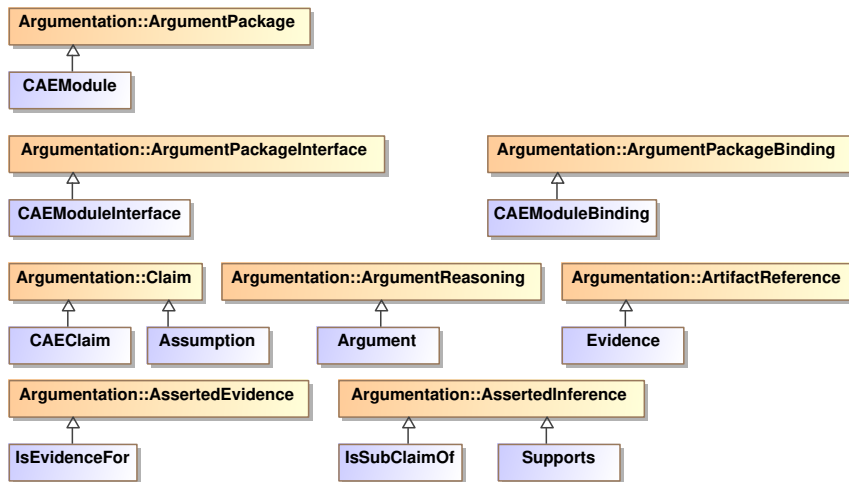 Argumentation::ArgumentPackage
CAEModule
Argumentation::ArgumentPackageInterface
Argumentation::ArgumentPackageBinding
CAEModuleInterface
CAEModuleBinding
Argumentation::Claim
Argumentation::ArgumentReasoning
Argumentation::ArtifactReference
CAEClaim
Assumption
Argument
Evidence
Argumentation::AssertedEvidence
Argumentation::AssertedInference
IsEvidenceFor
IsSubClaimOf
Supports